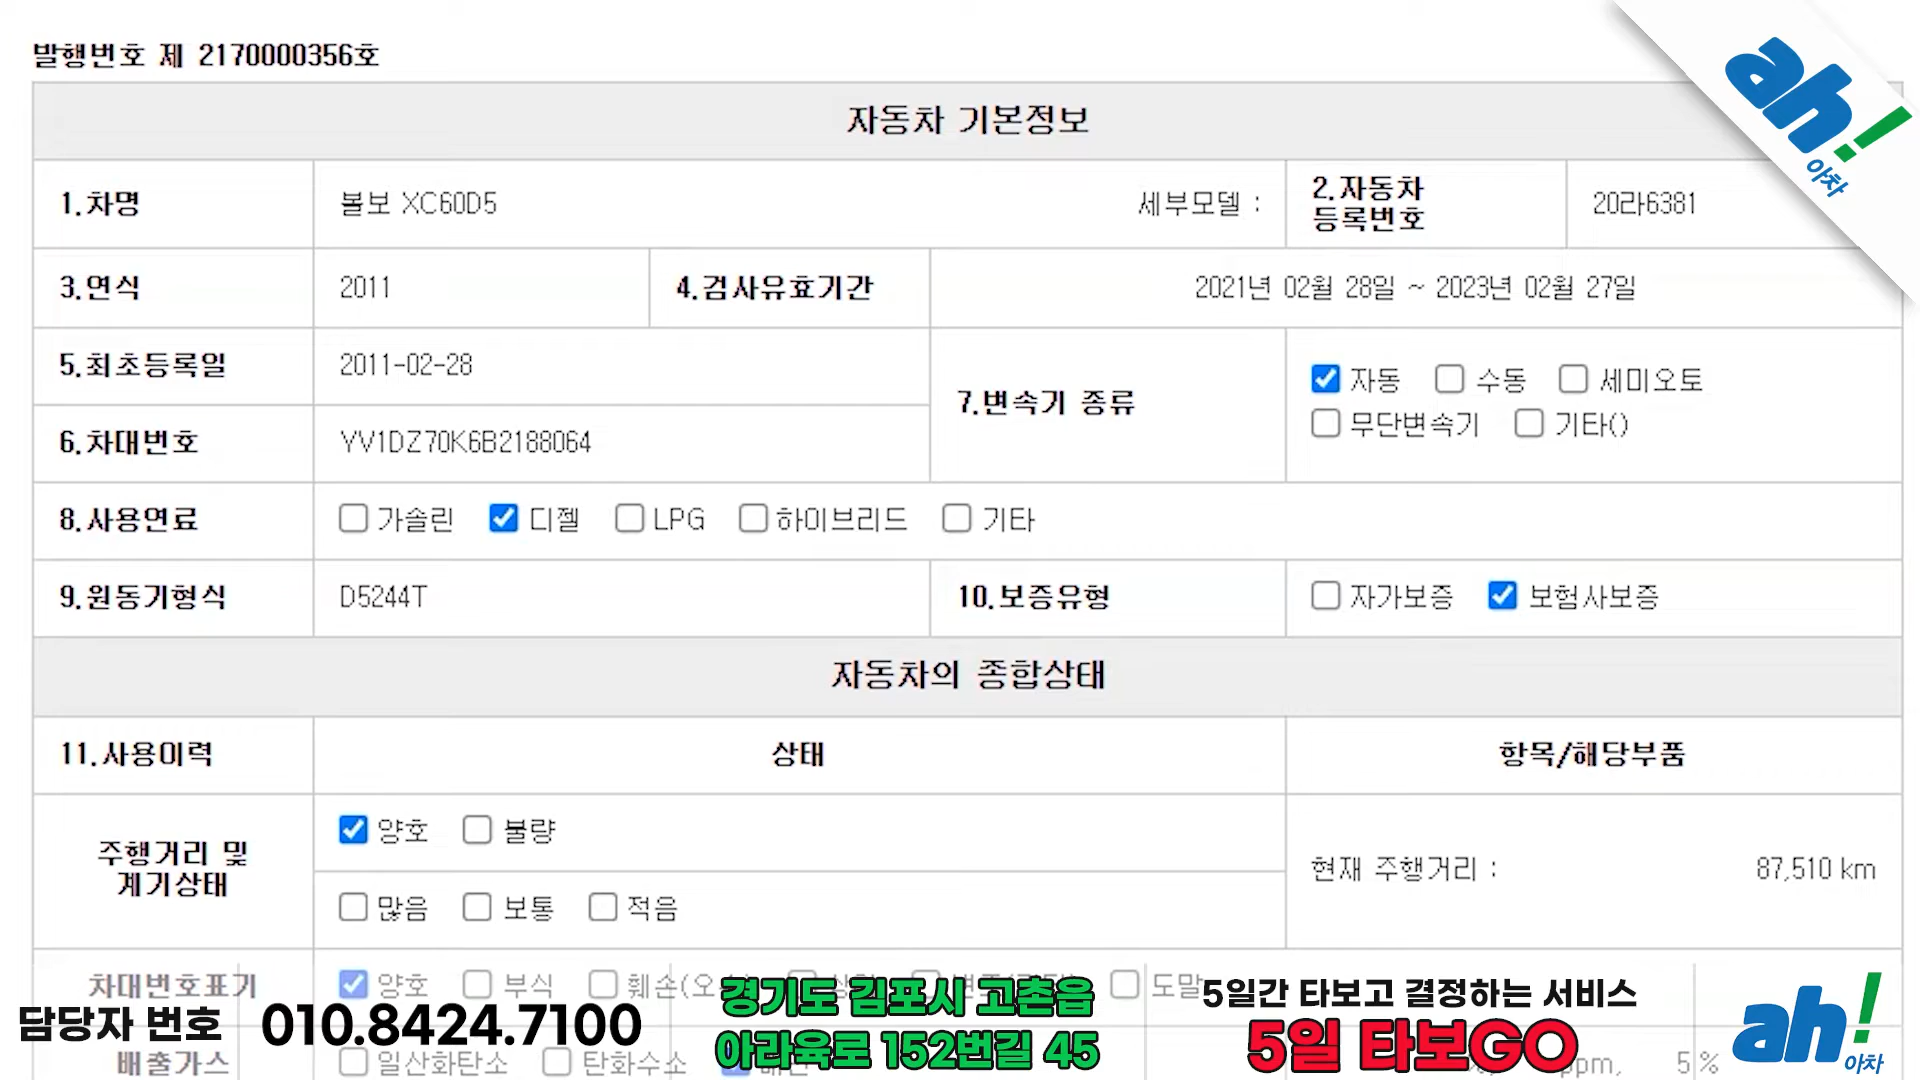 발행번호 제 2170000356호
ah! 아차
자동차 기본정보
1.차명 볼보 XC60D5 세부모델 : 2.자동차 등록번호 20라6381
3.연식 2011 4.검사유효기간 2021년 02월 28일 ~ 2023년 02월 27일
5.최초등록일 2011-02-28
7.변속기 종류 자동 수동 세미오토
무단변속기 기타()
6.차대번호 YV1DZ70K6B2188064
8.사용연료 가솔린 디젤 LPG 하이브리드 기타
9.원동기형식 D5244T 10.보증유형 자가보증 보험사보증
자동차의 종합상태
11.사용이력 상태 항목/해당부품
주행거리 및
계기상태
양호 불량
많음 보통 적음
현재 주행거리 : 87,510 km
차대번호표기 양호 부식 도말
배출가스 일산화탄소 탄화수소 ppm, 5 %
담당자 번호 010.8424.7100
경기도 김포시 고촌읍
아라육로 152번길 45
5일간 타보고 결정하는 서비스
5일 타보GO
ah! 아차